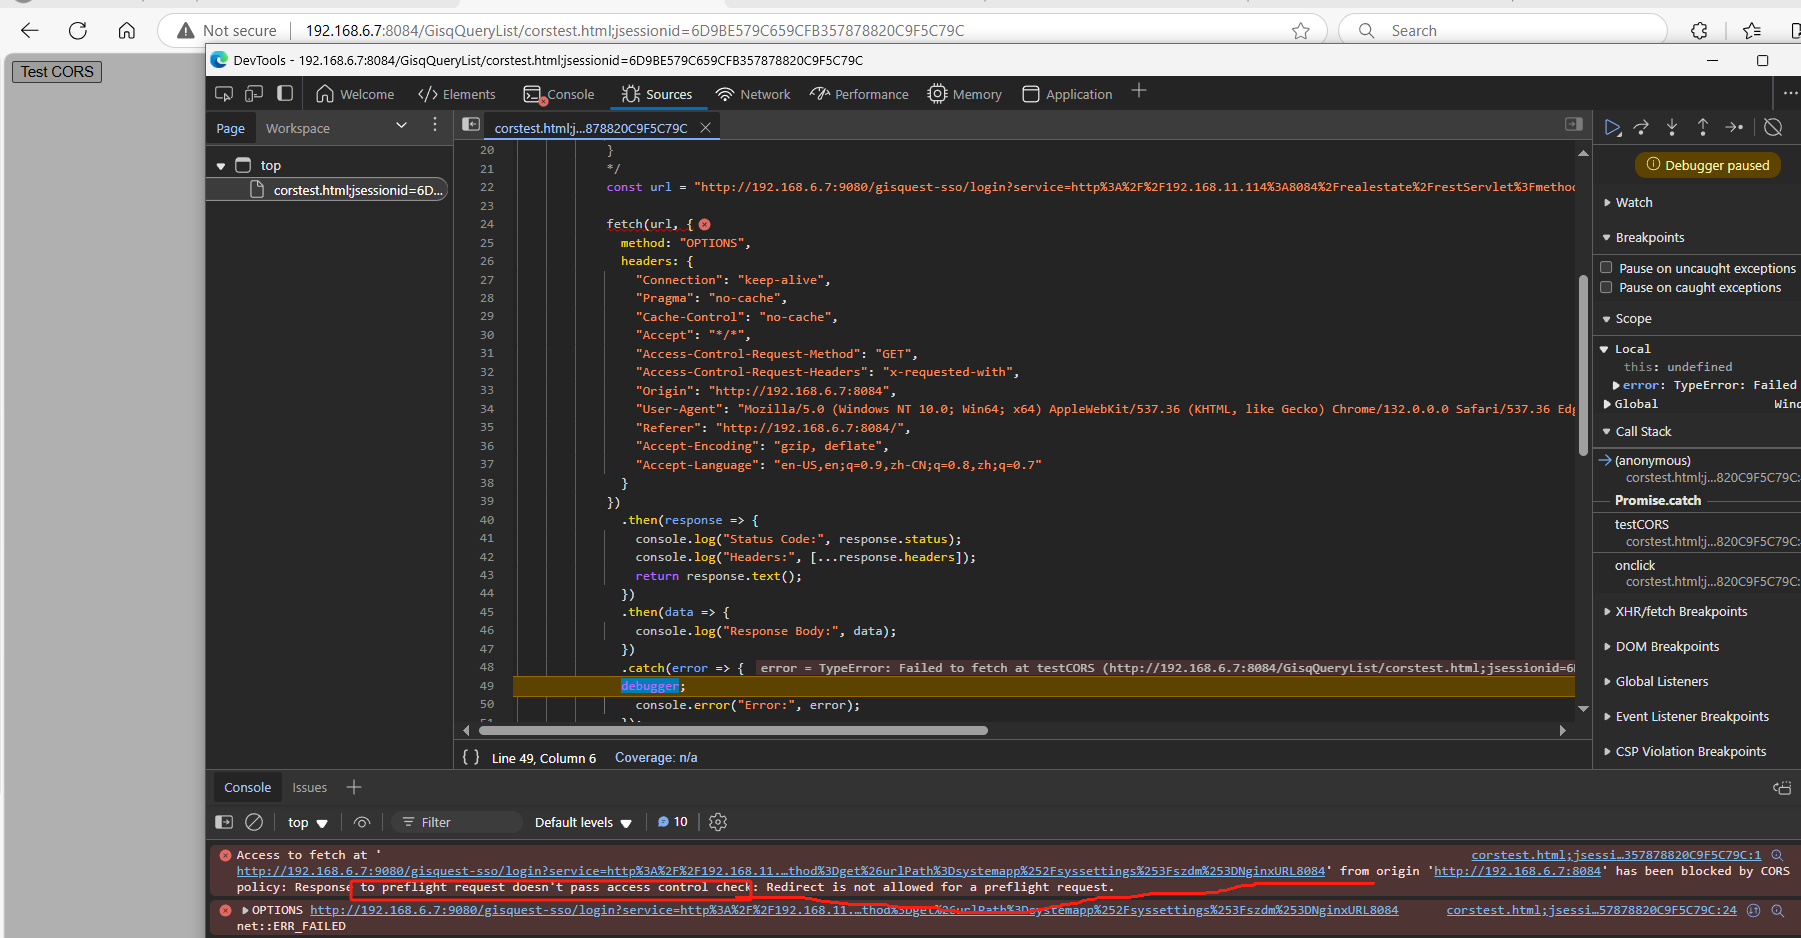 Not secure
192.168.6.7:8084/GisqQueryList/corstest.html;jsessionid=6D9BE579C659CFB357878820C9F5C79C
Search
Test CORS
DevTools - 192.168.6.7:8084/GisqQueryList/corstest.html;jsessionid=6D9BE579C659CFB357878820C9F5C79C
Welcome
Elements
Console
Sources
Network
Performance
Memory
Application
Page
Workspace
corstest.html;j...878820C9F5C79C
top
corstest.html;jsessionid=6D...
20 }
21 */
22 const url = "http://192.168.6.7:9080/gisquest-sso/login?service=http%3A%2F%2F192.168.11.114%3A8084%2Frealestate%2FrestServlet%3Fmethod
23
24 fetch(url, {
25 method: "OPTIONS",
26 headers: {
27 "Connection": "keep-alive",
28 "Pragma": "no-cache",
29 "Cache-Control": "no-cache",
30 "Accept": "*/*",
31 "Access-Control-Request-Method": "GET",
32 "Access-Control-Request-Headers": "x-requested-with",
33 "Origin": "http://192.168.6.7:8084",
34 "User-Agent": "Mozilla/5.0 (Windows NT 10.0; Win64; x64) AppleWebKit/537.36 (KHTML, like Gecko) Chrome/132.0.0.0 Safari/537.36 Edg
35 "Referer": "http://192.168.6.7:8084/",
36 "Accept-Encoding": "gzip, deflate",
37 "Accept-Language": "en-US,en;q=0.9,zh-CN;q=0.8,zh;q=0.7"
38 }
39 })
40 .then(response => {
41 console.log("Status Code:", response.status);
42 console.log("Headers:", [...response.headers]);
43 return response.text();
44 })
45 .then(data => {
46 console.log("Response Body:", data);
47 })
48 .catch(error => { error = TypeError: Failed to fetch at testCORS (http://192.168.6.7:8084/GisqQueryList/corstest.html;jsessionid=6
49 debugger;
50 console.error("Error:", error);
51 });
{ } Line 49, Column 6
Coverage: n/a
Debugger paused
Watch
Breakpoints
Pause on uncaught exceptions
Pause on caught exceptions
Scope
Local
this: undefined
error: TypeError: Failed
Global
Wind
Call Stack
(anonymous)
corstest.html;j...820C9F5C79C:
Promise.catch
testCORS
corstest.html;j...820C9F5C79C:
onclick
corstest.html;j...820C9F5C79C:
XHR/fetch Breakpoints
DOM Breakpoints
Global Listeners
Event Listener Breakpoints
CSP Violation Breakpoints
Console
Issues
top
Filter
Default levels
10
Access to fetch at '
corstest.html;jsessi…357878820C9F5C79C:1
http://192.168.6.7:9080/gisquest-sso/login?service=http%3A%2F%2F192.168.11.…thod%3Dget%26urlPath%3Dsystemapp%252Fsyssettings%253Fszdm%253DNginxURL8084' from origin 'http://192.168.6.7:8084' has been blocked by CORS
policy: Response to preflight request doesn't pass access control check: Redirect is not allowed for a preflight request.
OPTIONS http://192.168.6.7:9080/gisquest-sso/login?service=http%3A%2F%2F192.168.11.…thod%3Dget%26urlPath%3Dsystemapp%252Fsyssettings%253Fszdm%253DNginxURL8084
corstest.html;jsessi…57878820C9F5C79C:24
net::ERR_FAILED